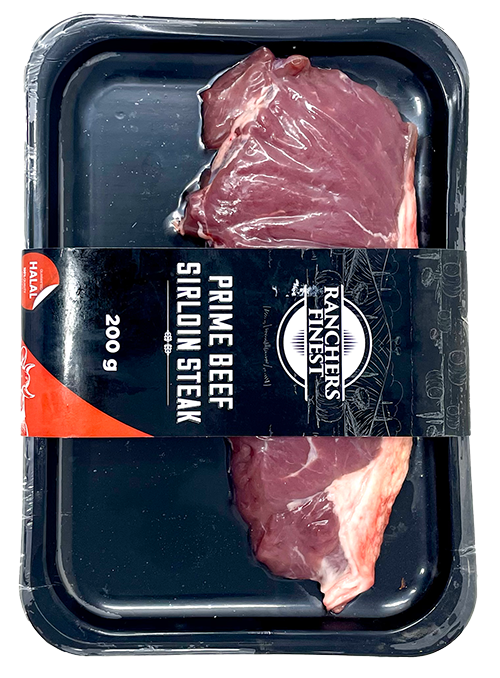 RANCHERS
FINEST
PRIME BEEF
SIRLOIN STEAK
200 g
HALAL